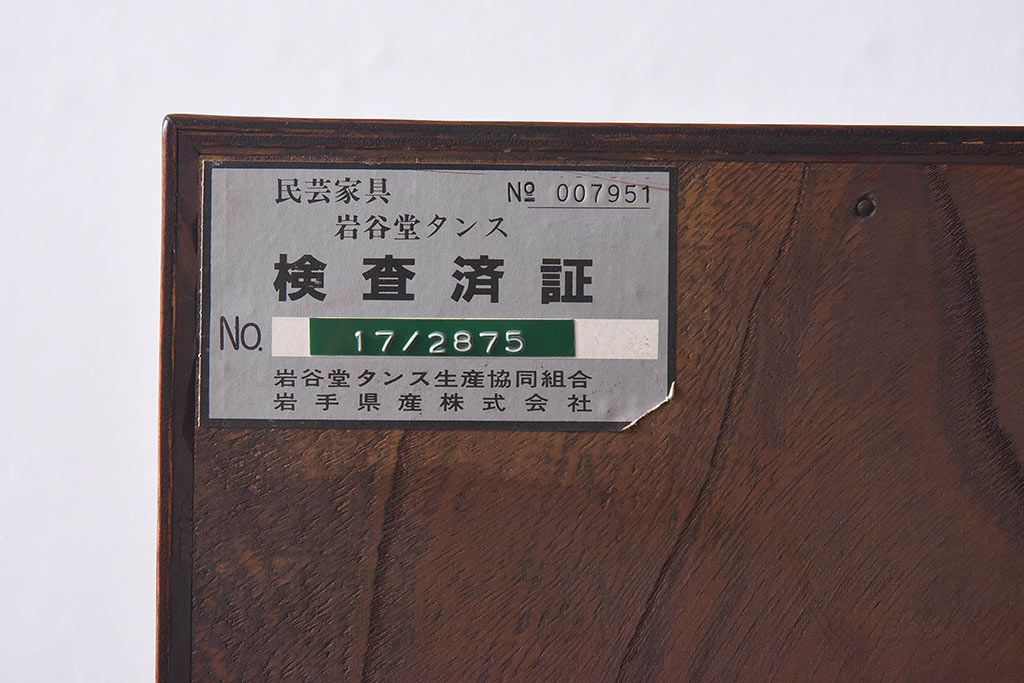 民芸家具 № 007951
岩谷堂タンス
検査済証
No. 17/2875
岩谷堂タンス生産協同組合
岩手県産株式会社